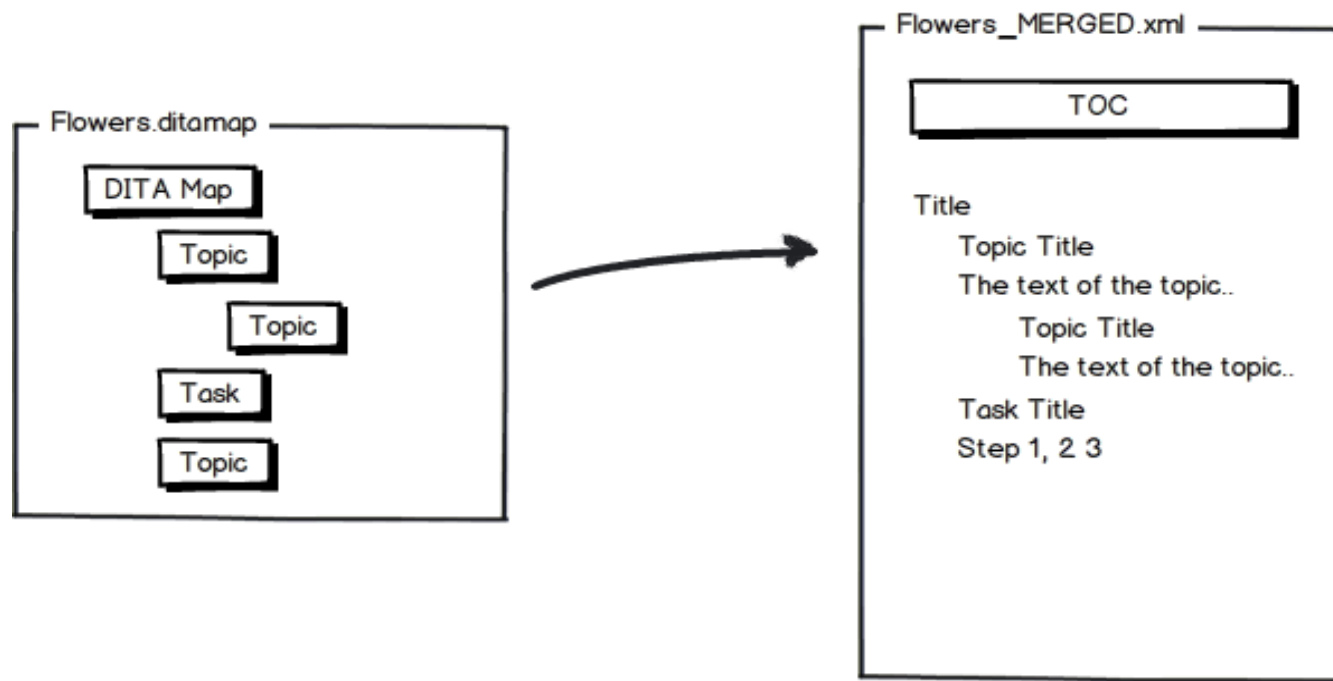 Flowers.ditamap
DITA Map
Topic
Topic
Task
Topic
Flowers_MERGED.xml
TOC
Title
Topic Title
The text of the topic..
Topic Title
The text of the topic..
Task Title
Step 1, 2 3